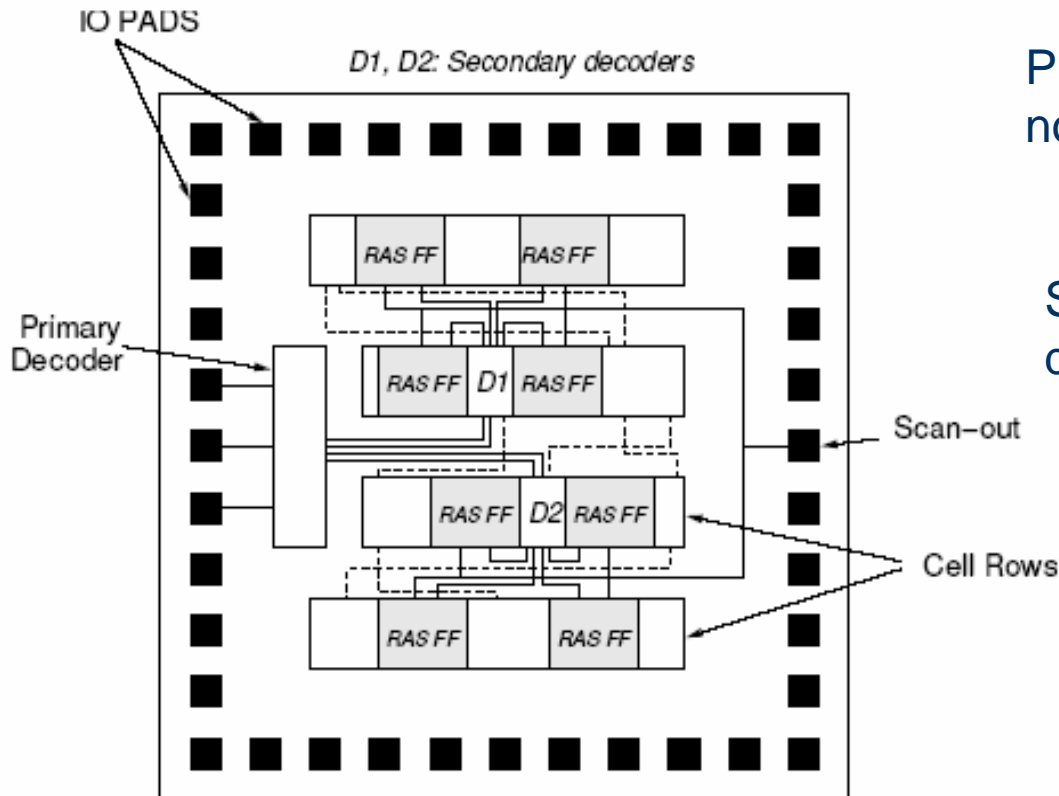 IO PADS
D1, D2: Secondary decoders
RAS FF
RAS FF
Primary
Decoder
RAS FF
D1
RAS FF
Scan-out
RAS FF
D2
RAS FF
Cell Rows
RAS FF
RAS FF